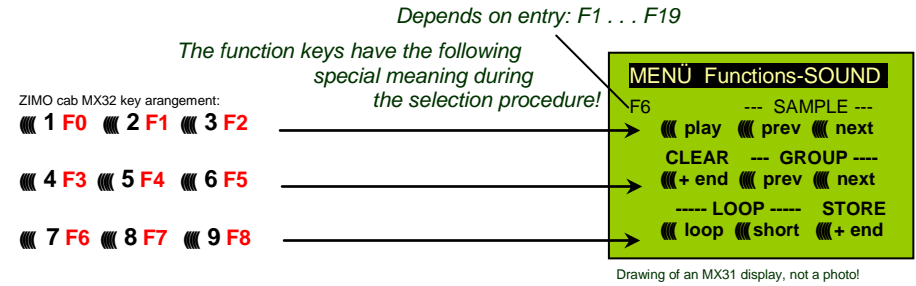 Depends on entry: F1 . . . F19
The function keys have the following
special meaning during
the selection procedure!
ZIMO cab MX32 key arangement:
(((( 1 F0 (((( 2 F1 (((( 3 F2
(((( 4 F3 (((( 5 F4 (((( 6 F5
(((( 7 F6 (((( 8 F7 (((( 9 F8
MENÜ Functions-SOUND
F6 --- SAMPLE ---
(((( play (((( prev (((( next
CLEAR --- GROUP ----
((((+ end (((( prev (((( next
----- LOOP ----- STORE
(((( loop ((((short ((((+ end
Drawing of an MX31 display, not a photo!